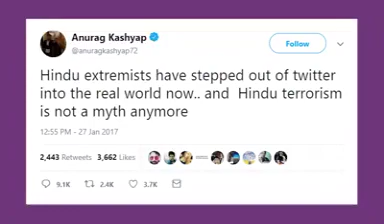 Anurag Kashyap
@anuragkashyap72
Follow
Hindu extremists have stepped out of twitter
into the real world now.. and Hindu terrorism
is not a myth anymore
12:55 PM - 27 Jan 2017
2,443 Retweets 3,662 Likes
9.1K 2.4K 3.7K